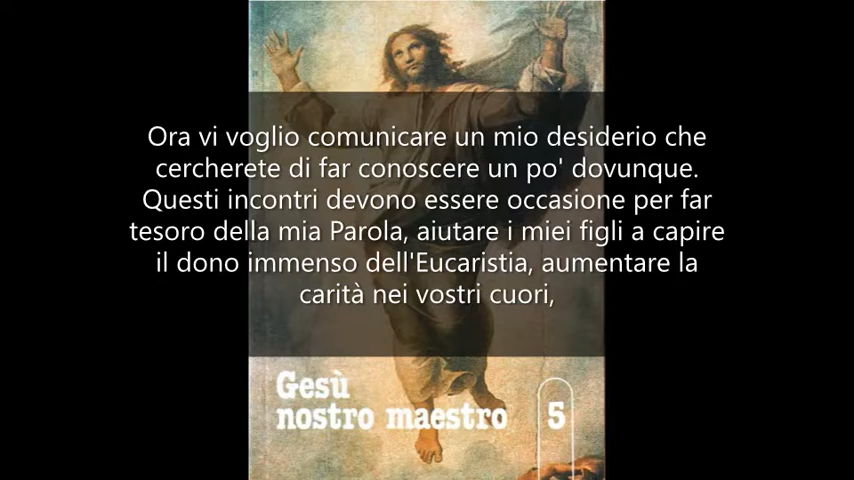 Ora vi voglio comunicare un mio desiderio che
cercherete di far conoscere un po' dovunque.
Questi incontri devono essere occasione per far
tesoro della mia Parola, aiutare i miei figli a capire
il dono immenso dell'Eucaristia, aumentare la
carità nei vostri cuori,
Gesù
nostro maestro 5